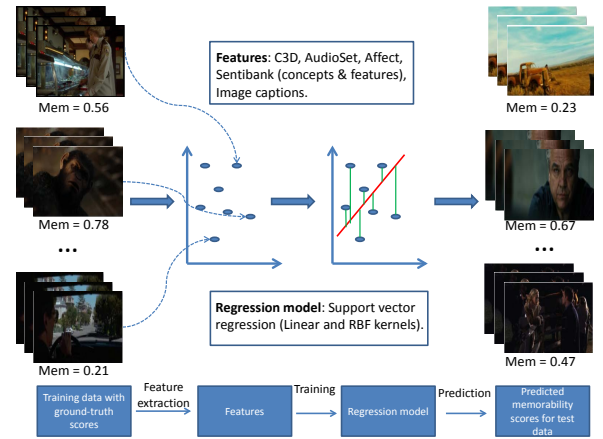 Features: C3D, AudioSet, Affect,
Sentibank (concepts & features),
Image captions.
Mem = 0.56
Mem = 0.23
Mem = 0.78
Mem = 0.67
...
...
Regression model: Support vector
regression (Linear and RBF kernels).
Mem = 0.21
Mem = 0.47
Training data with
ground-truth
scores
Feature
extraction
Features
Training
Regression model
Prediction
Predicted
memorability
scores for test
data